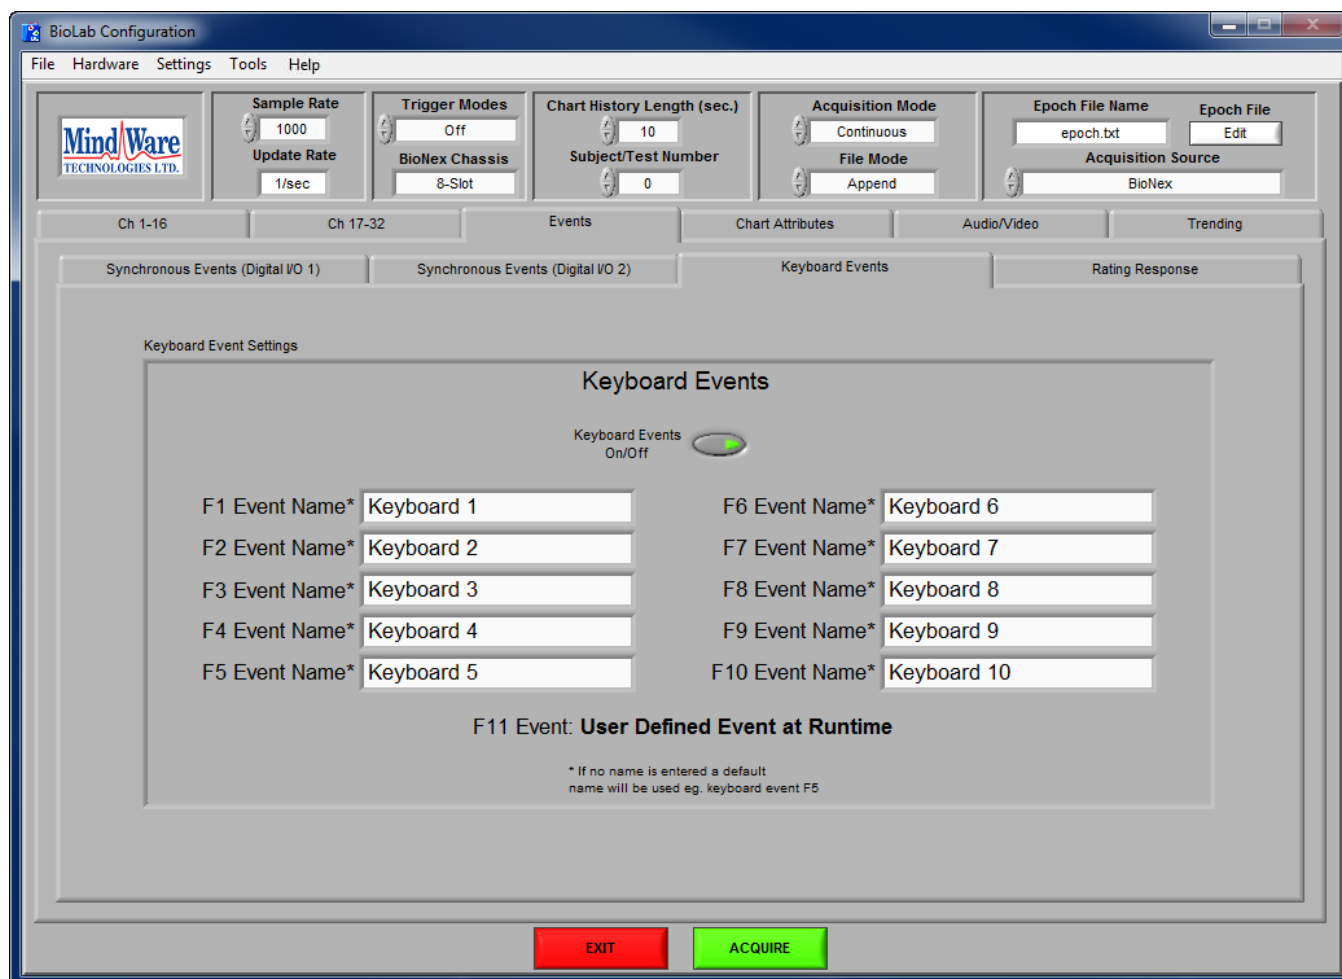 BioLab Configuration
File Hardware Settings Tools Help
MindWare
TECHNOLOGIES LTD.
Sample Rate
1000
Update Rate
1/sec
Trigger Modes
Off
BioNex Chassis
8-Slot
Chart History Length (sec.)
10
Subject/Test Number
0
Acquisition Mode
Continuous
File Mode
Append
Epoch File Name
epoch.txt
Epoch File
Edit
Acquisition Source
BioNex
Ch 1-16 Ch 17-32 Events Chart Attributes Audio/Video Trending
Synchronous Events (Digital I/O 1) Synchronous Events (Digital I/O 2) Keyboard Events Rating Response
Keyboard Event Settings
Keyboard Events
Keyboard Events
On/Off
F1 Event Name* Keyboard 1
F2 Event Name* Keyboard 2
F3 Event Name* Keyboard 3
F4 Event Name* Keyboard 4
F5 Event Name* Keyboard 5
F6 Event Name* Keyboard 6
F7 Event Name* Keyboard 7
F8 Event Name* Keyboard 8
F9 Event Name* Keyboard 9
F10 Event Name* Keyboard 10
F11 Event: User Defined Event at Runtime
* If no name is entered a default
name will be used eg. keyboard event F5
EXIT ACQUIRE